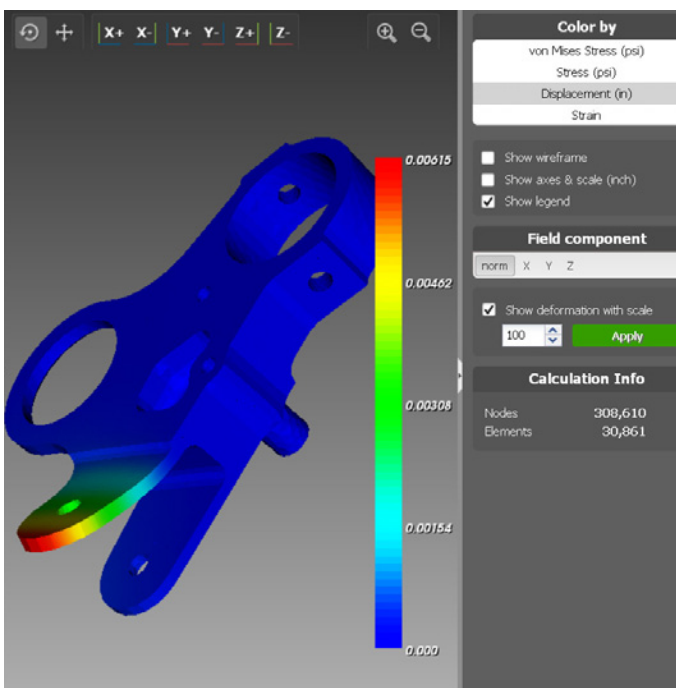 X+ X- Y+ Y- Z+ Z-
0.00615
0.00462
0.00308
0.00154
0.000
Color by
von Mises Stress (psi)
Stress (psi)
Displacement (in)
Strain
Show wireframe
Show axes & scale (inch)
Show legend
Field component
norm X Y Z
Show deformation with scale
100 Apply
Calculation Info
Nodes 308,610
Elements 30,861